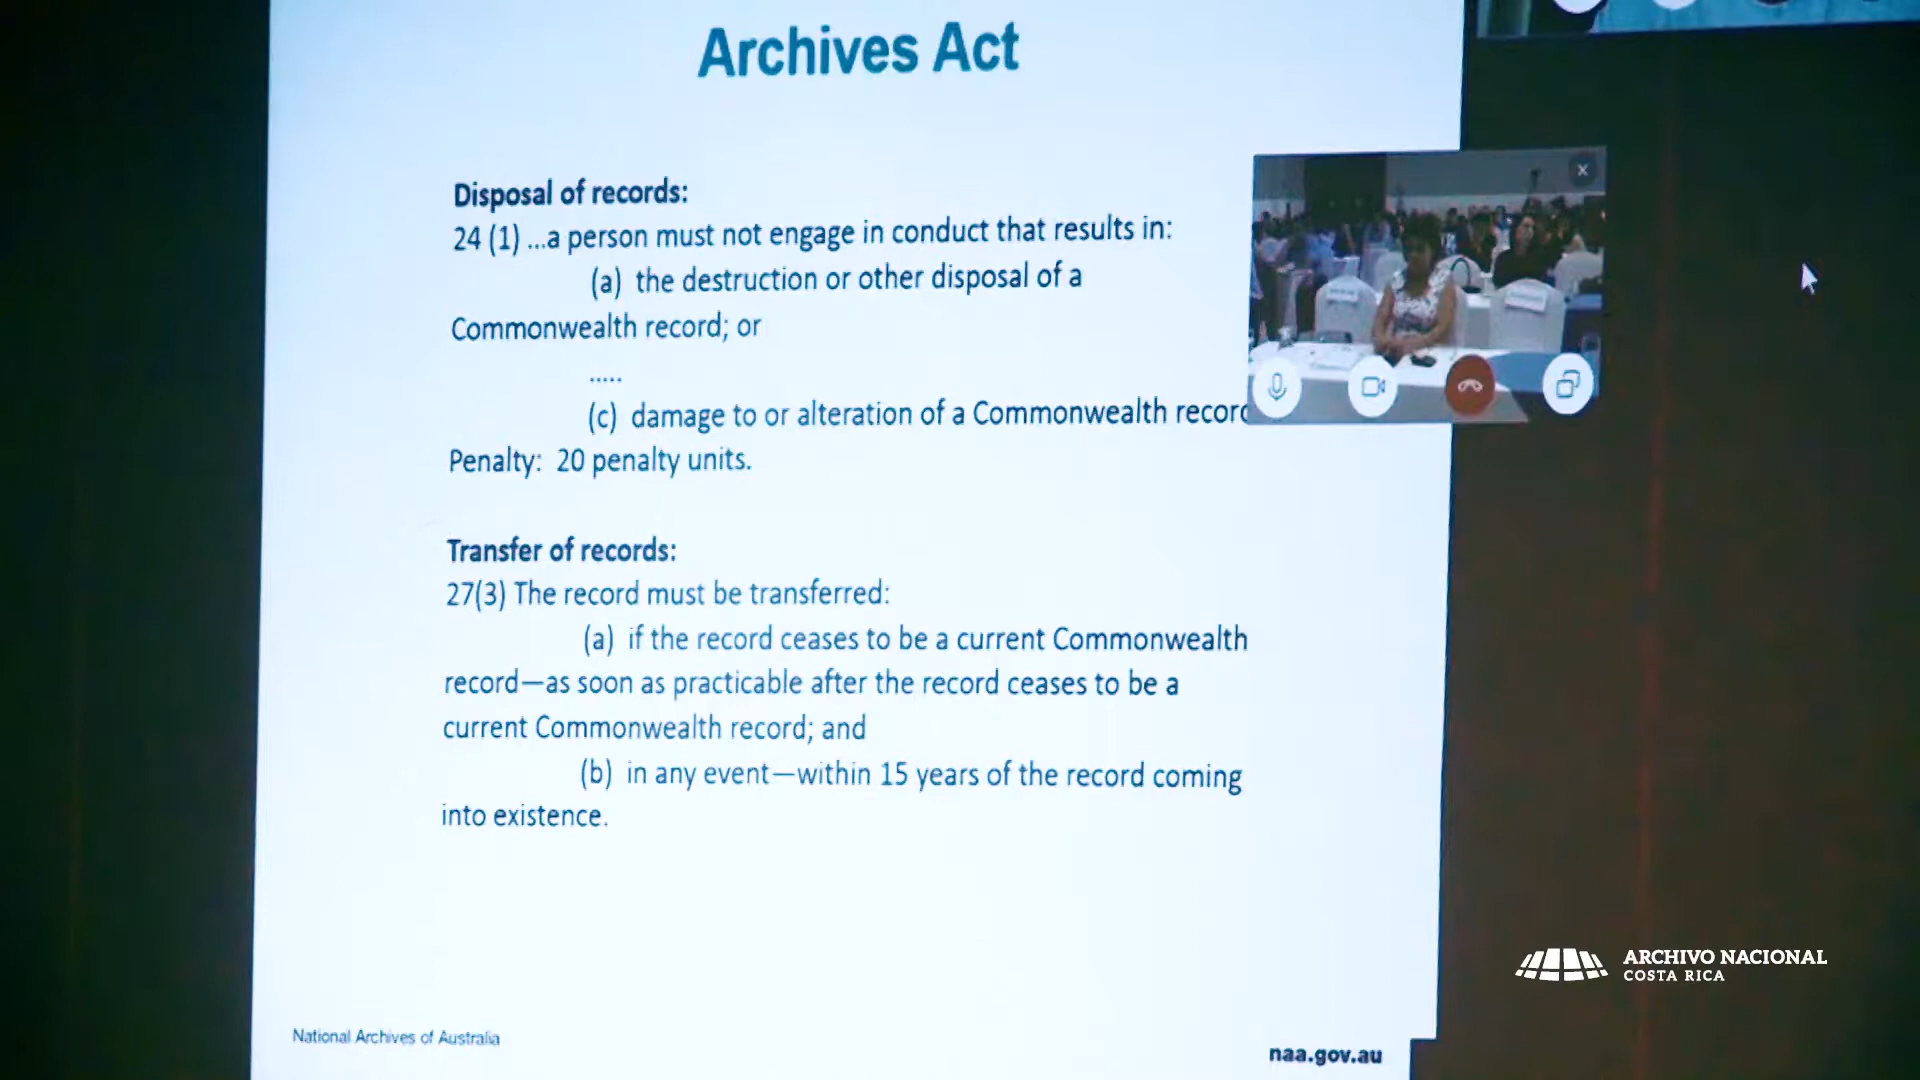 Archives Act
Disposal of records:
24 (1) ...a person must not engage in conduct that results in:
(a) the destruction or other disposal of a
Commonwealth record; or
.....
(c) damage to or alteration of a Commonwealth record
Penalty: 20 penalty units.
Transfer of records:
27(3) The record must be transferred:
(a) if the record ceases to be a current Commonwealth
record—as soon as practicable after the record ceases to be a
current Commonwealth record; and
(b) in any event—within 15 years of the record coming
into existence.
ARCHIVO NACIONAL
COSTA RICA
National Archives of Australia
naa.gov.au